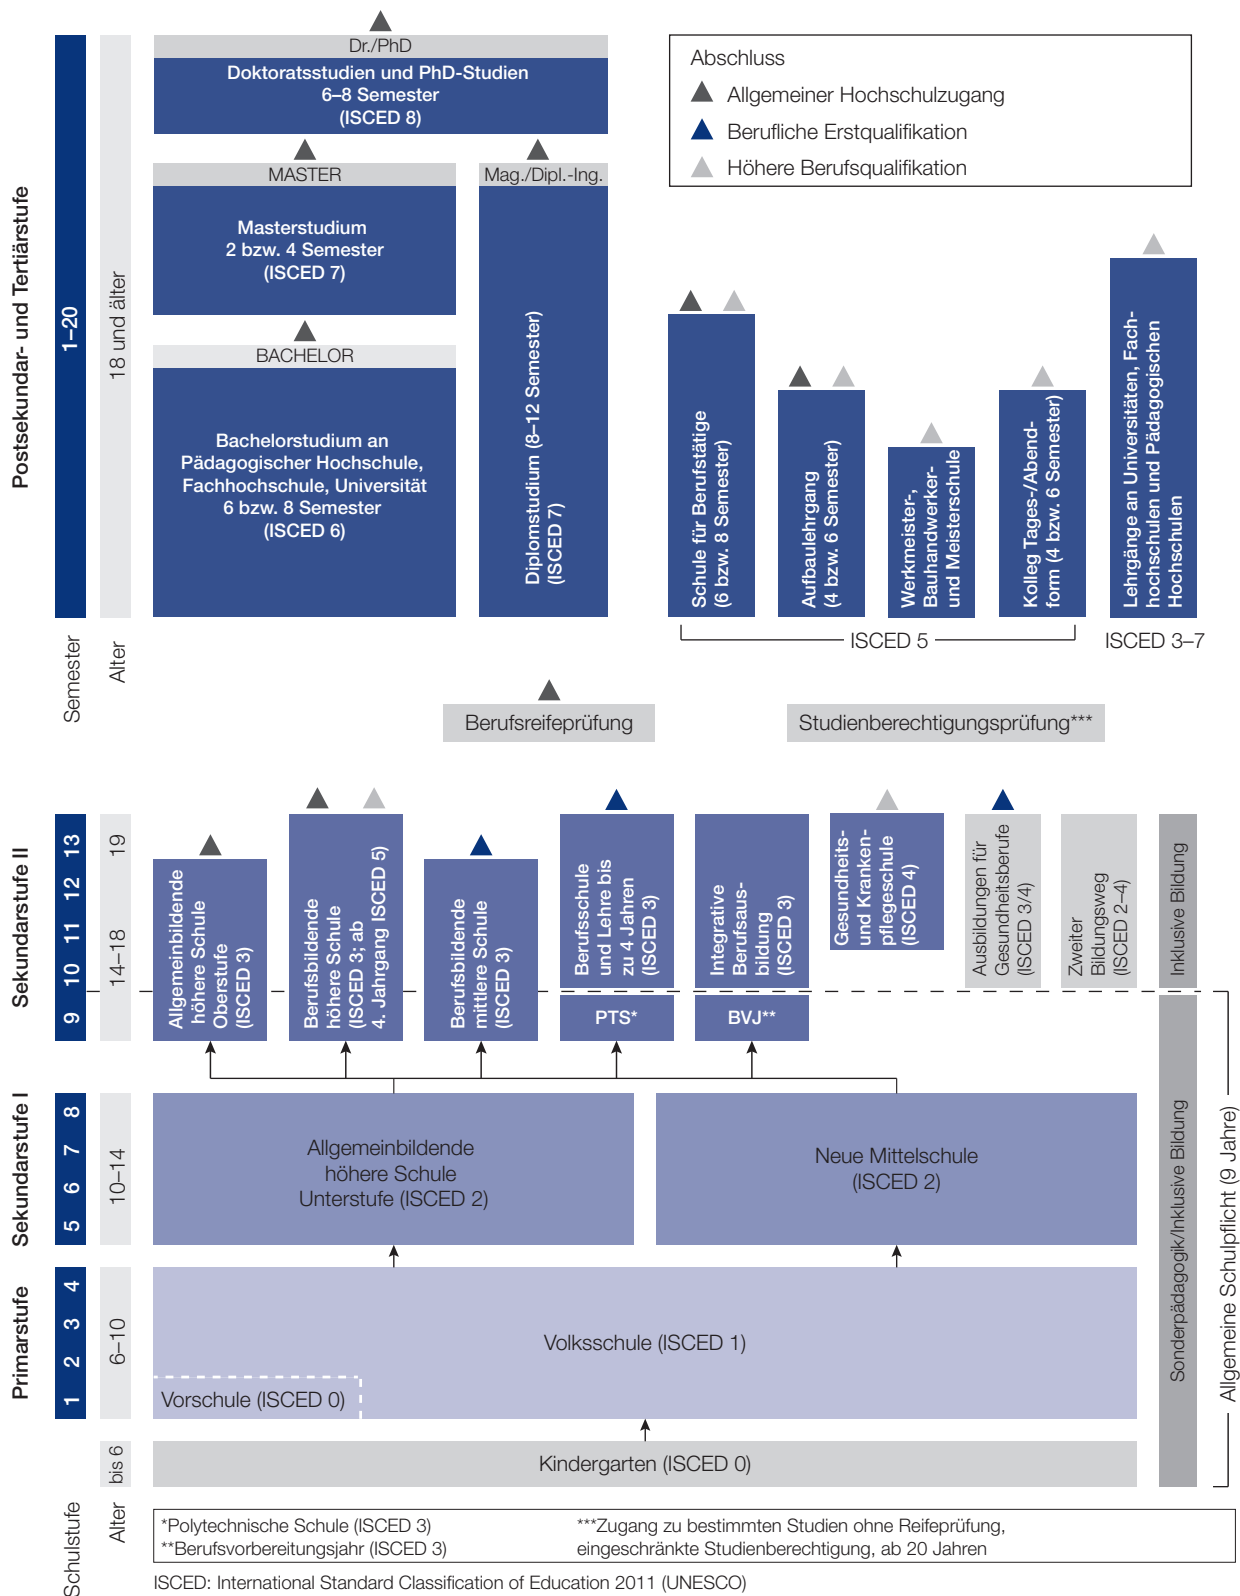 Postsekundar- und Tertiärstufe
1–20
18 und älter
Semester
Alter
Dr./PhD
Doktoratsstudien und PhD-Studien
6–8 Semester
(ISCED 8)
MASTER
Masterstudium
2 bzw. 4 Semester
(ISCED 7)
BACHELOR
Bachelorstudium an
Pädagogischer Hochschule,
Fachhochschule, Universität
6 bzw. 8 Semester
(ISCED 6)
Mag./Dipl.-Ing.
Diplomstudium (8–12 Semester)
(ISCED 7)
Abschluss
Allgemeiner Hochschulzugang
Berufliche Erstqualifikation
Höhere Berufsqualifikation
Schule für Berufstätige
(6 bzw. 8 Semester)
Aufbaulehrgang
(4 bzw. 6 Semester)
Werkmeister-,
Bauhandwerker-
und Meisterschule
Kolleg Tages-/Abend-
form (4 bzw. 6 Semester)
Lehrgänge an Universitäten, Fach-
hochschulen und Pädagogischen
Hochschulen
ISCED 5
ISCED 3–7
Berufsreifeprüfung
Studienberechtigungsprüfung***
Sekundarstufe II
9 10 11 12 13
14–18
19
Allgemeinbildende
höhere Schule
Oberstufe
(ISCED 3)
Berufsbildende
höhere Schule
(ISCED 3; ab
4. Jahrgang ISCED 5)
Berufsbildende
mittlere Schule
(ISCED 3)
Berufsschule
und Lehre bis
zu 4 Jahren
(ISCED 3)
PTS*
Integrative
Berufsaus-
bildung
(ISCED 3)
BVJ**
Gesundheits-
und Kranken-
pflegeschule
(ISCED 4)
Ausbildungen für
Gesundheitsberufe
(ISCED 3/4)
Zweiter
Bildungsweg
(ISCED 2–4)
Inklusive Bildung
Sekundarstufe I
5 6 7 8
10–14
Allgemeinbildende
höhere Schule
Unterstufe (ISCED 2)
Neue Mittelschule
(ISCED 2)
Sonderpädagogik/Inklusive Bildung
Allgemeine Schulpflicht (9 Jahre)
Primarstufe
1 2 3 4
6–10
Volksschule (ISCED 1)
Vorschule (ISCED 0)
bis 6
Kindergarten (ISCED 0)
Schulstufe
Alter
*Polytechnische Schule (ISCED 3)
**Berufsvorbereitungsjahr (ISCED 3)
***Zugang zu bestimmten Studien ohne Reifeprüfung,
eingeschränkte Studienberechtigung, ab 20 Jahren
ISCED: International Standard Classification of Education 2011 (UNESCO)